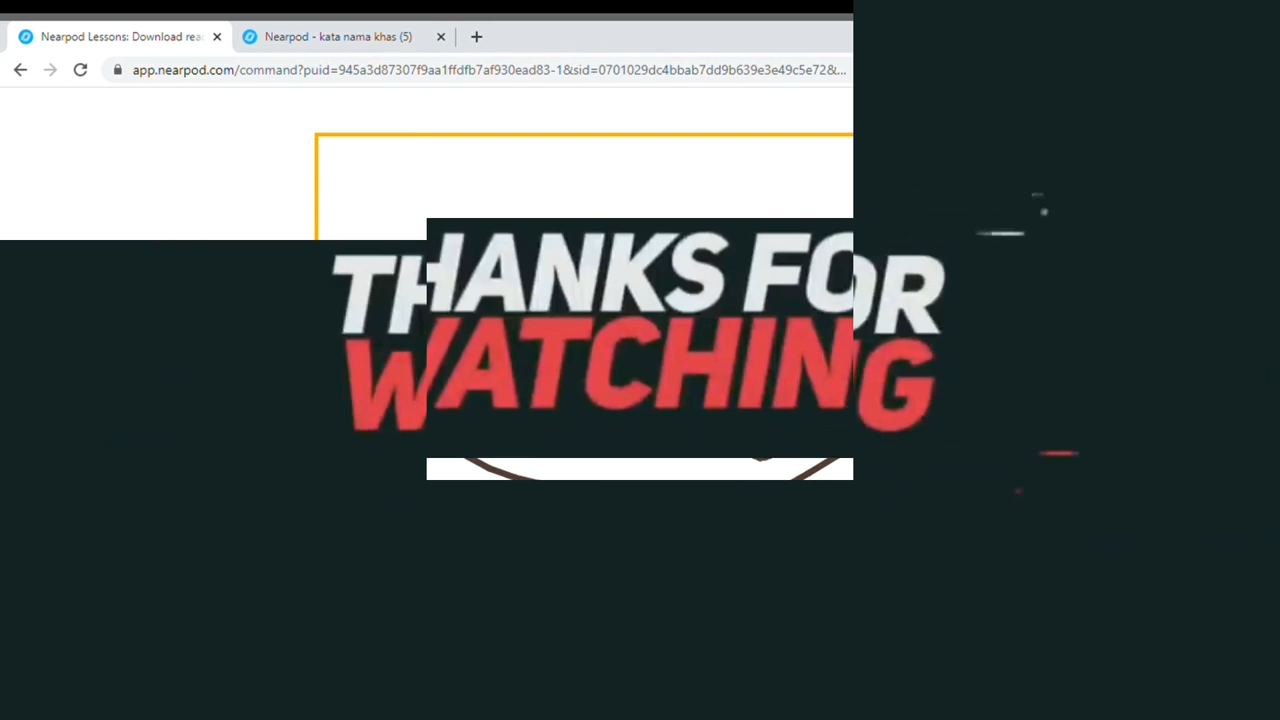 Nearpod Lessons: Download rea
Nearpod - kata nama khas (5)
app.nearpod.com/command?puid=945a3d87307f9aa1ffdfb7af930ead83-1&sid=0701029dc4bbab7dd9b639e3e49c5e72&...
THANKS FOR
WATCHING